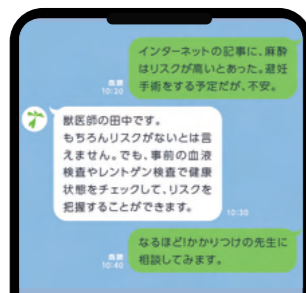 インターネットの記事に、麻酔
はリスクが高いとあった。避妊
手術をする予定だが、不安。
10:20
獣医師の田中です。
もちろんリスクがないとは言
えません。でも、事前の血液
検査やレントゲン検査で健康
状態をチェックして、リスクを
把握することができます。
10:30
なるほど!かかりつけの先生に
相談してみます。
10:40